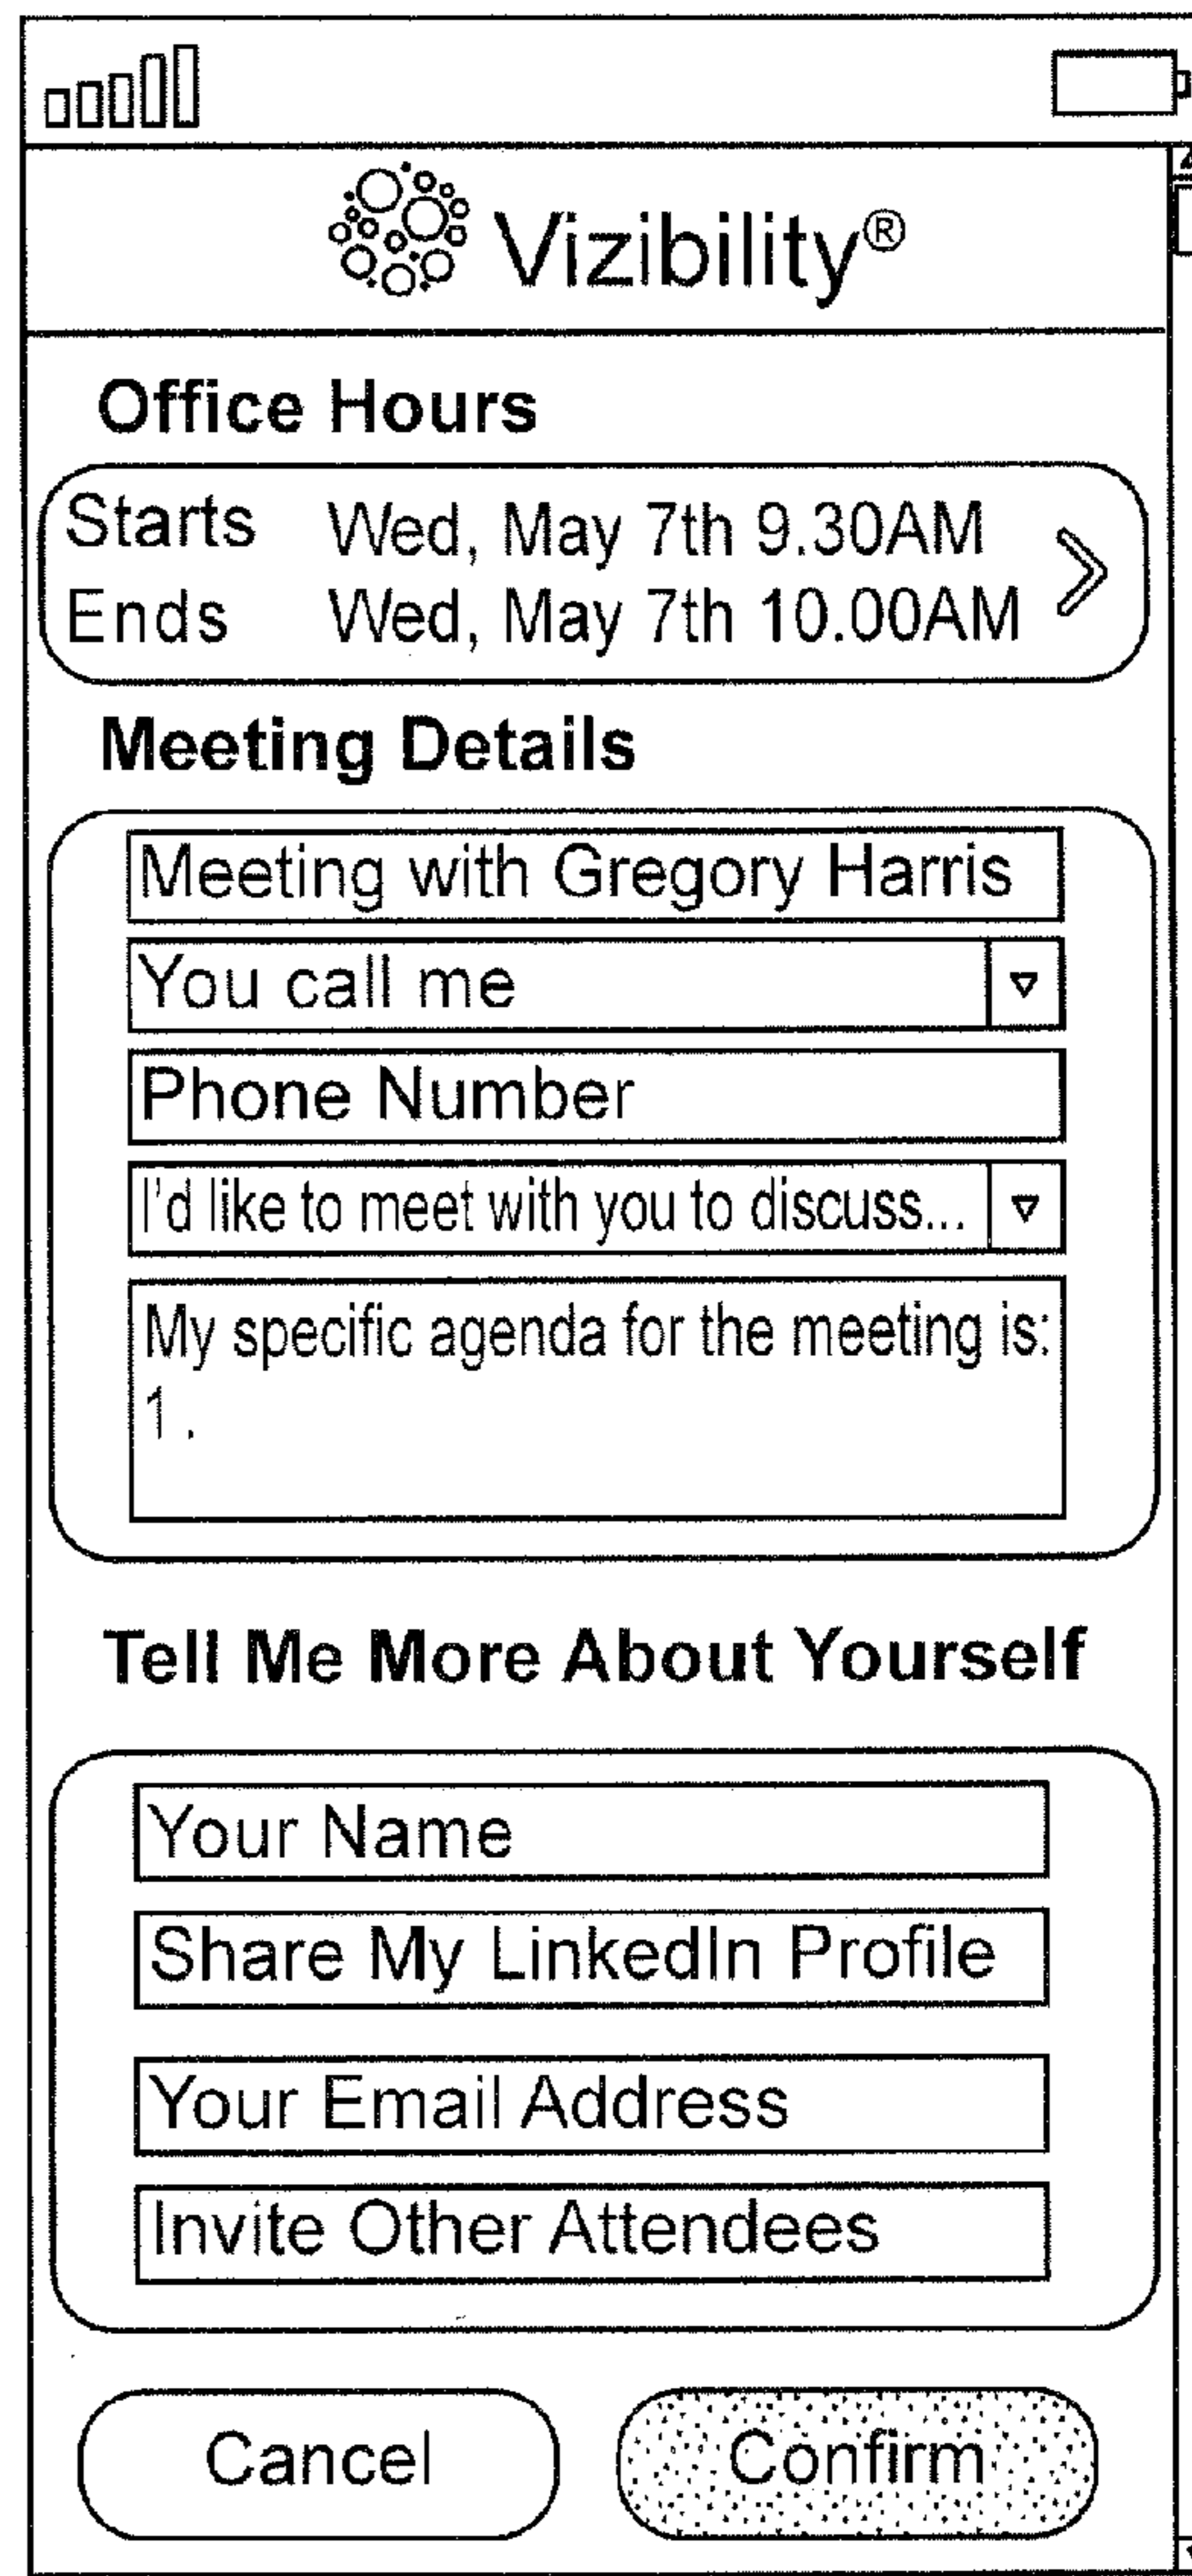 Vizibility®
Office Hours
Starts Wed, May 7th 9.30AM
Ends Wed, May 7th 10.00AM
Meeting Details
Meeting with Gregory Harris
You call me
Phone Number
I'd like to meet with you to discuss...
My specific agenda for the meeting is:
1.
Tell Me More About Yourself
Your Name
Share My LinkedIn Profile
Your Email Address
Invite Other Attendees
Cancel Confirm